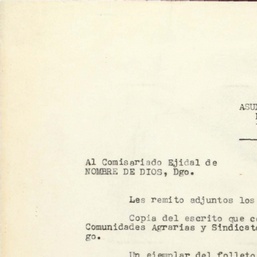 ASU
Al Comisariado Ejidal de
NOMBRE DE DIOS, Dgo.
Les remito adjuntos los
Copia del escrito que c
Comunidades Agrarias y Sindicat
go.
Un ejemplar del folleto